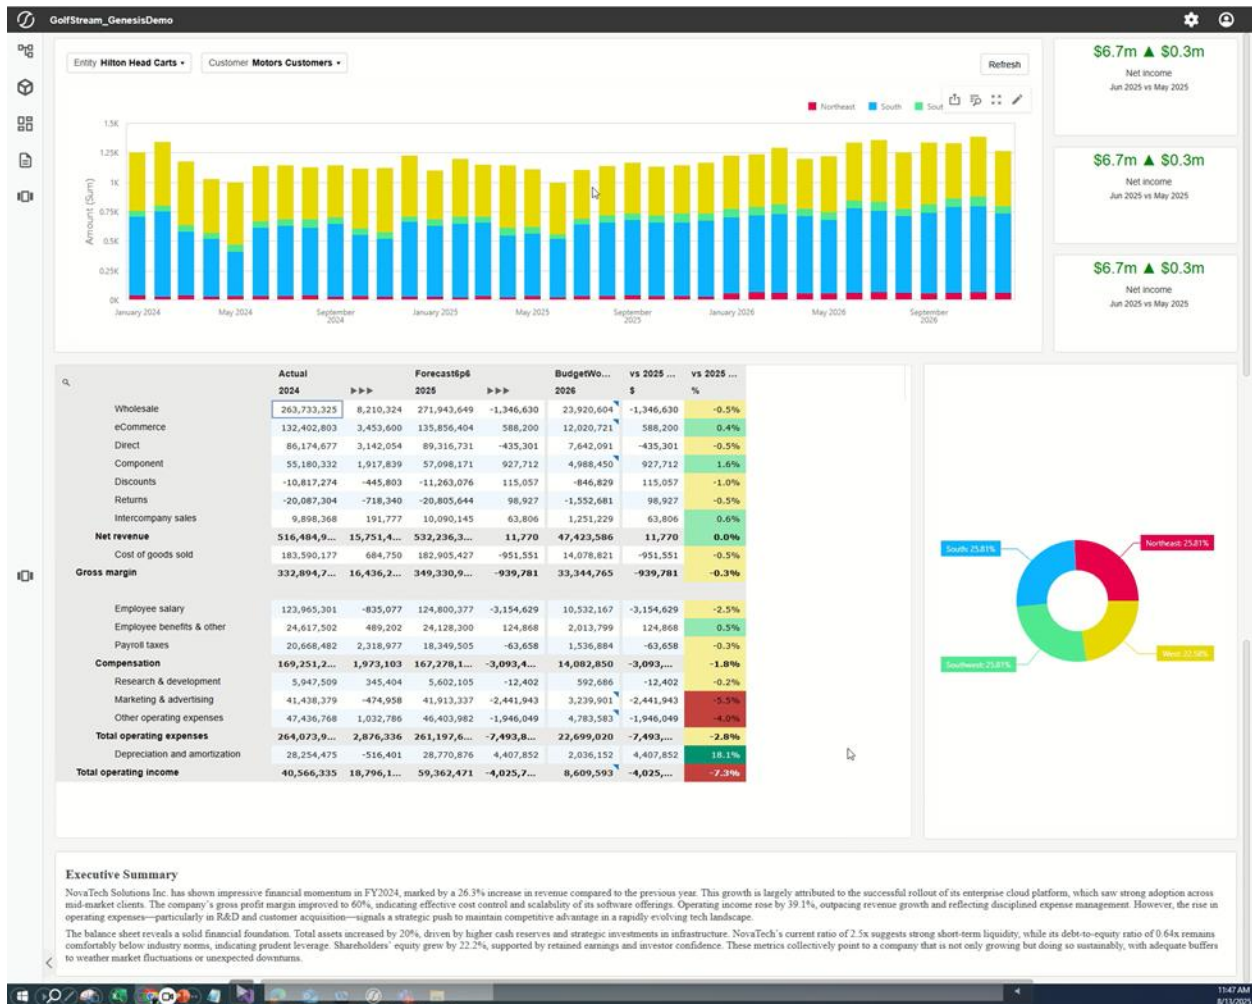 GolfStream_GenesisDemo
Entity Hilton Head Carts
Customer Motors Customers
Refresh
Northeast South Sout
1.5K
1.25K
1K
0.75K
0.5K
0.25K
0K
Amount (Sum)
January 2024 May 2024 September 2024 January 2025 May 2025 September 2025 January 2026 May 2026 September 2026
$6.7m ▲ $0.3m
Net income
Jun 2025 vs May 2025
$6.7m ▲ $0.3m
Net income
Jun 2025 vs May 2025
$6.7m ▲ $0.3m
Net income
Jun 2025 vs May 2025
Actual Forecast6p6 BudgetWo... vs 2025 ... vs 2025 ...
2024 ▶▶▶ 2025 ▶▶▶ 2026 $ %
Wholesale 263,733,325 8,210,324 271,943,649 -1,346,630 23,920,604 -1,346,630 -0.5%
eCommerce 132,402,803 3,453,600 135,856,404 588,200 12,020,721 588,200 0.4%
Direct 86,174,677 3,142,054 89,316,731 -435,301 7,642,091 -435,301 -0.5%
Component 55,180,332 1,917,839 57,098,171 927,712 4,988,450 927,712 1.6%
Discounts -10,817,274 -445,803 -11,263,076 115,057 -846,829 115,057 -1.0%
Returns -20,087,304 -718,340 -20,805,644 98,927 -1,552,681 98,927 -0.5%
Intercompany sales 9,898,368 191,777 10,090,145 63,806 1,251,229 63,806 0.6%
Net revenue 516,484,9... 15,751,4... 532,236,3... 11,770 47,423,586 11,770 0.0%
Cost of goods sold 183,590,177 684,750 182,905,427 -951,551 14,078,821 -951,551 -0.5%
Gross margin 332,894,7... 16,436,2... 349,330,9... -939,781 33,344,765 -939,781 -0.3%
Employee salary 123,965,301 -835,077 124,800,377 -3,154,629 10,532,167 -3,154,629 -2.5%
Employee benefits & other 24,617,502 489,202 24,128,300 124,868 2,013,799 124,868 0.5%
Payroll taxes 20,668,482 2,318,977 18,349,505 -63,658 1,536,884 -63,658 -0.3%
Compensation 169,251,2... 1,973,103 167,278,1... -3,093,4... 14,082,850 -3,093,... -1.8%
Research & development 5,947,509 345,404 5,602,105 -12,402 592,686 -12,402 -0.2%
Marketing & advertising 41,438,379 -474,958 41,913,337 -2,441,943 3,239,901 -2,441,943 -5.5%
Other operating expenses 47,436,768 1,032,786 46,403,982 -1,946,049 4,783,583 -1,946,049 -4.0%
Total operating expenses 264,073,9... 2,876,336 261,197,6... -7,493,8... 22,699,020 -7,493,... -2.8%
Depreciation and amortization 28,254,475 -516,401 28,770,876 4,407,852 2,036,152 4,407,852 18.1%
Total operating income 40,566,335 18,796,1... 59,362,471 -4,025,7... 8,609,593 -4,025,... -7.3%
South: 25.81%
Northeast: 25.81%
Southwest: 25.81%
West: 22.58%
Executive Summary
NovaTech Solutions Inc. has shown impressive financial momentum in FY2024, marked by a 26.3% increase in revenue compared to the previous year. This growth is largely attributed to the successful rollout of its enterprise cloud platform, which saw strong adoption across
mid-market clients. The company's gross profit margin improved to 60%, indicating effective cost control and scalability of its software offerings. Operating income rose by 39.1%, outpacing revenue growth and reflecting disciplined expense management. However, the rise in
operating expenses—particularly in R&D and customer acquisition—signals a strategic push to maintain competitive advantage in a rapidly evolving tech landscape.
The balance sheet reveals a solid financial foundation. Total assets increased by 20%, driven by higher cash reserves and strategic investments in infrastructure. NovaTech's current ratio of 2.5x suggests strong short-term liquidity, while its debt-to-equity ratio of 0.64x remains
comfortably below industry norms, indicating prudent leverage. Shareholders' equity grew by 22.2%, supported by retained earnings and investor confidence. These metrics collectively point to a company that is not only growing but doing so sustainably, with adequate buffers
to weather market fluctuations or unexpected downturns.
11:47 AM